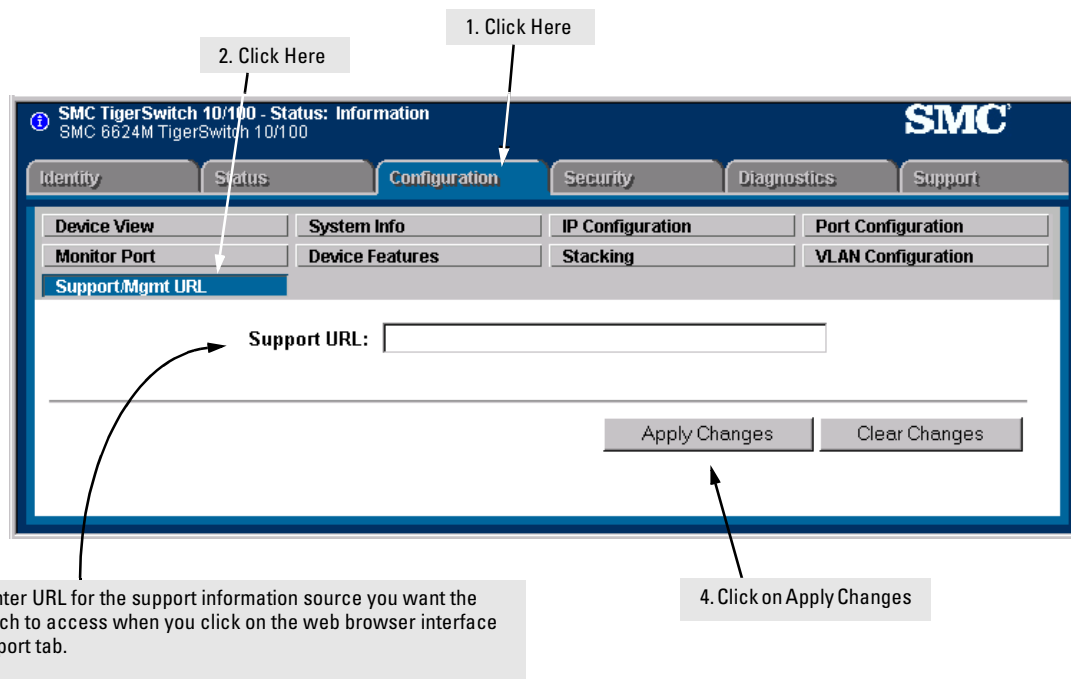 1. Click Here
2. Click Here
SMC TigerSwitch 10/100 - Status: Information
SMC 6624M TigerSwitch 10/100
SMC
Identity Status Configuration Security Diagnostics Support
Device View System Info IP Configuration Port Configuration
Monitor Port Device Features Stacking VLAN Configuration
Support/Mgmt URL
Support URL:
Apply Changes Clear Changes
URL for the support information source you want the
to access when you click on the web browser interface
tab.
4. Click on Apply Changes